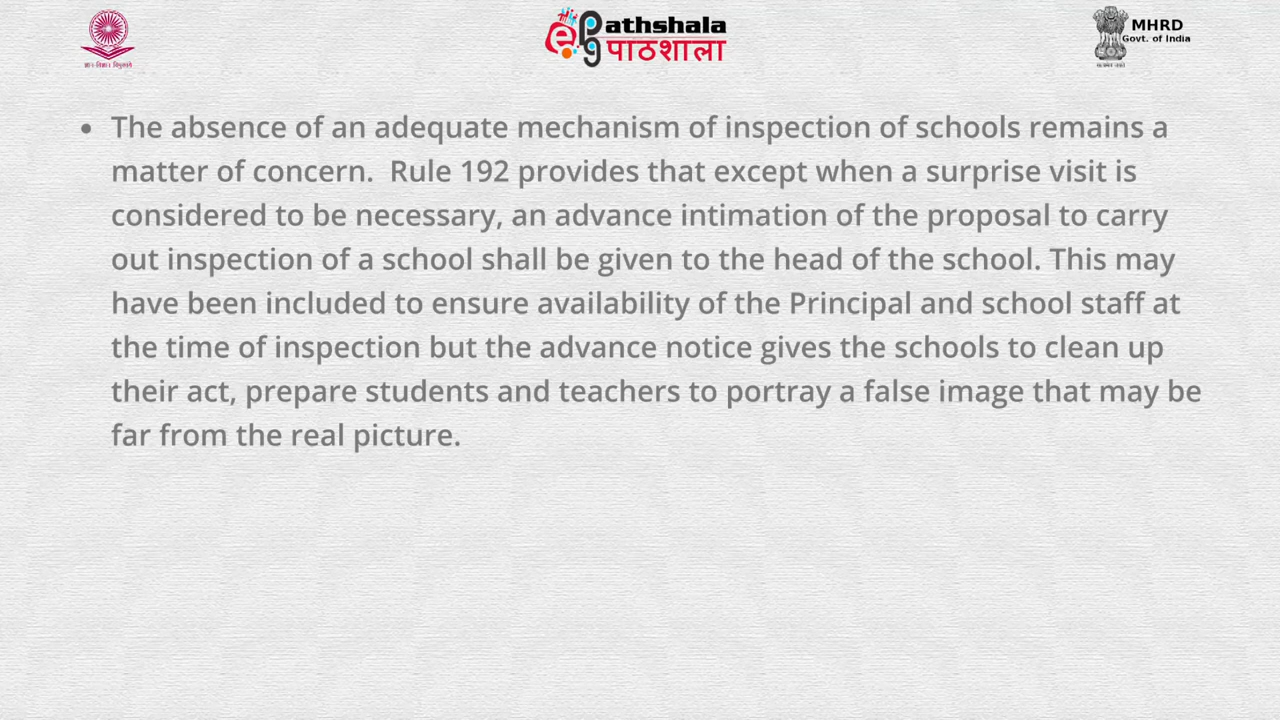 ज्ञान-विज्ञान विमुक्तये
ePathshala
पाठशाला
MHRD
Govt. of India
सत्यमेव जयते
• The absence of an adequate mechanism of inspection of schools remains a
matter of concern.  Rule 192 provides that except when a surprise visit is
considered to be necessary, an advance intimation of the proposal to carry
out inspection of a school shall be given to the head of the school. This may
have been included to ensure availability of the Principal and school staff at
the time of inspection but the advance notice gives the schools to clean up
their act, prepare students and teachers to portray a false image that may be
far from the real picture.